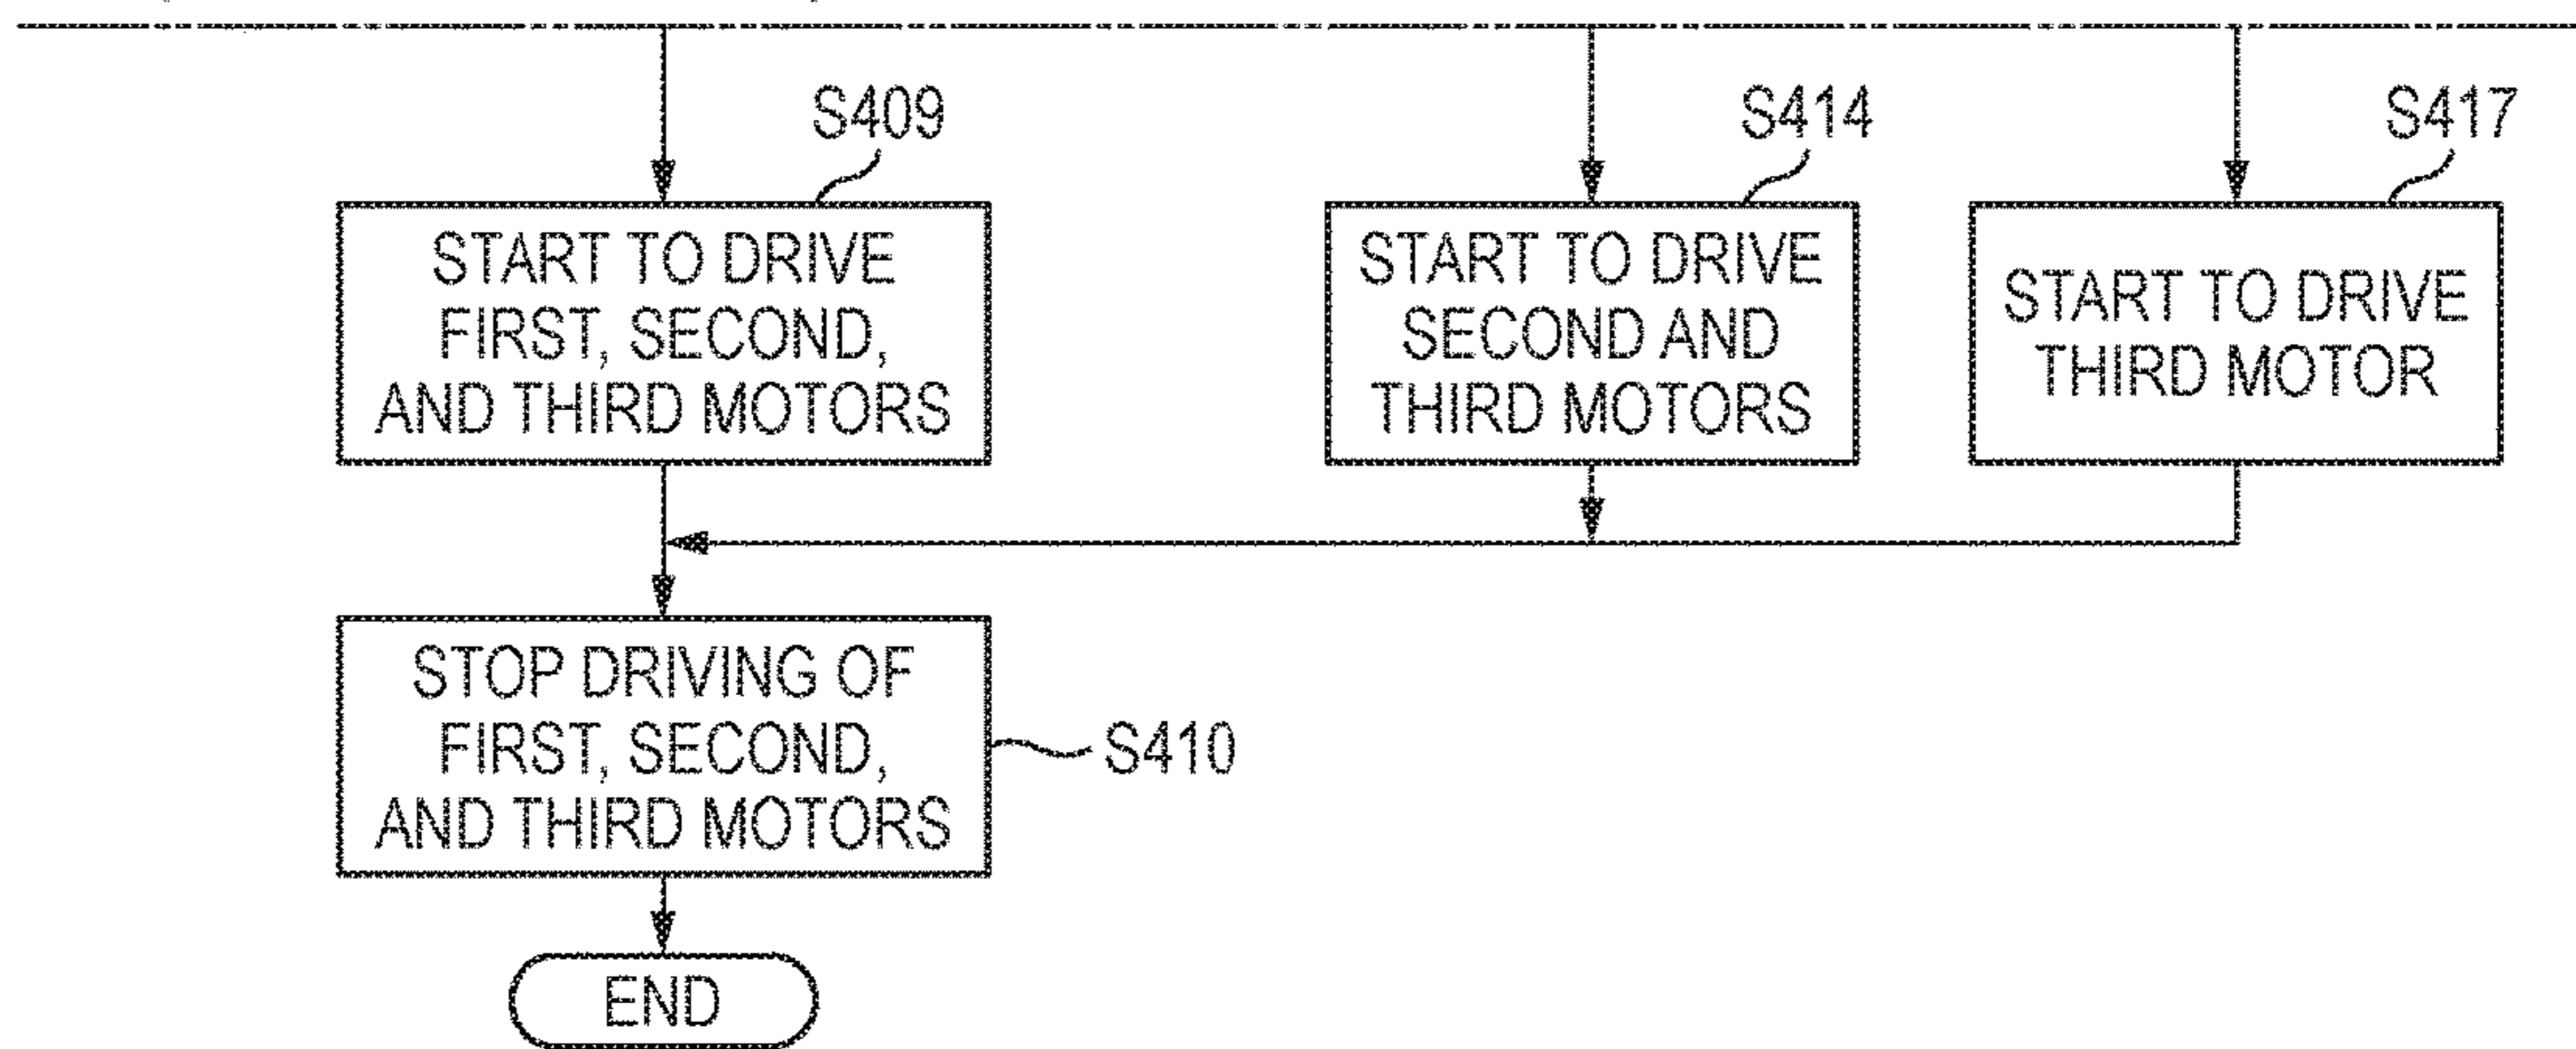 S409
START TO DRIVE
FIRST, SECOND,
AND THIRD MOTORS
S414
START TO DRIVE
SECOND AND
THIRD MOTORS
S417
START TO DRIVE
THIRD MOTOR
STOP DRIVING OF
FIRST, SECOND,
AND THIRD MOTORS
S410
END